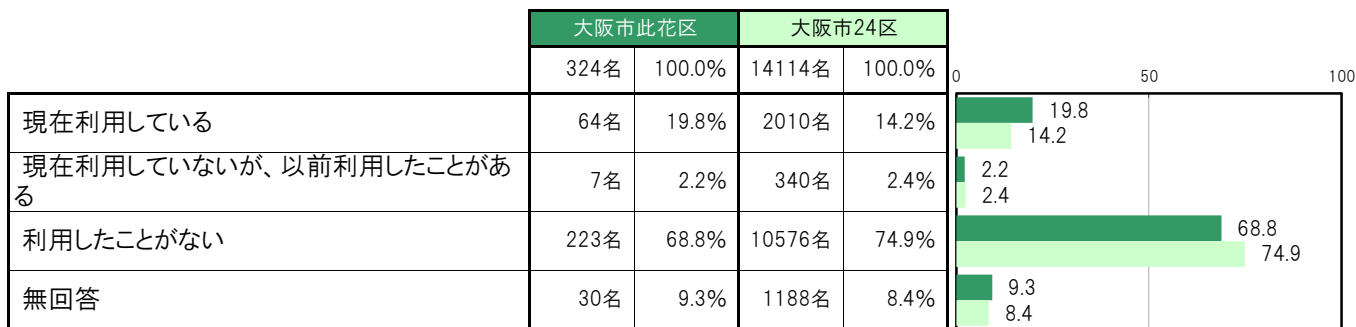 大阪市此花区 大阪市24区
324名 100.0% 14114名 100.0% 0 50 100
現在利用している 64名 19.8% 2010名 14.2% 19.8
14.2
現在利用していないが、以前利用したことがあ
る 7名 2.2% 340名 2.4% 2.2
2.4
利用したことがない 223名 68.8% 10576名 74.9% 68.8
74.9
無回答 30名 9.3% 1188名 8.4% 9.3
8.4